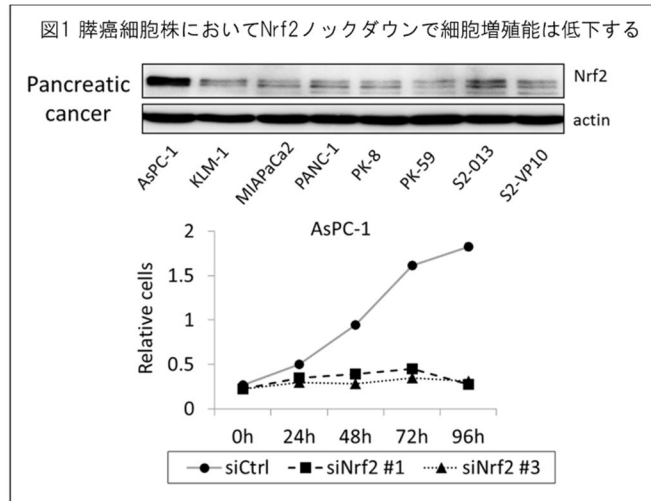 図1 膵癌細胞株においてNrf2ノックダウンで細胞増殖能は低下する
Pancreatic
cancer
Nrf2
actin
AsPC-1
KLM-1
MIAPaCa2
PANC-1
PK-8
PK-59
S2-013
S2-VP10
AsPC-1
Relative cells
2
1.5
1
0.5
0
0h 24h 48h 72h 96h
siCtrl siNrf2 #1 siNrf2 #3